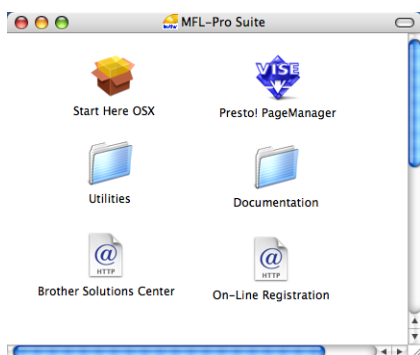 MFL-Pro Suite
VISE
Start Here OSX
Presto! PageManager
Utilities
Documentation
@
HTTP
@
HTTP
Brother Solutions Center
On-Line Registration